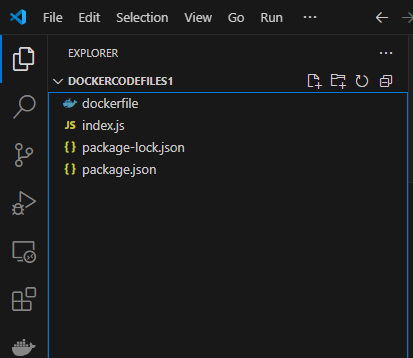 File Edit Selection View Go Run ···
EXPLORER ···
DOCKERCODEFILES1
dockerfile
JS index.js
{ } package-lock.json
{ } package.json